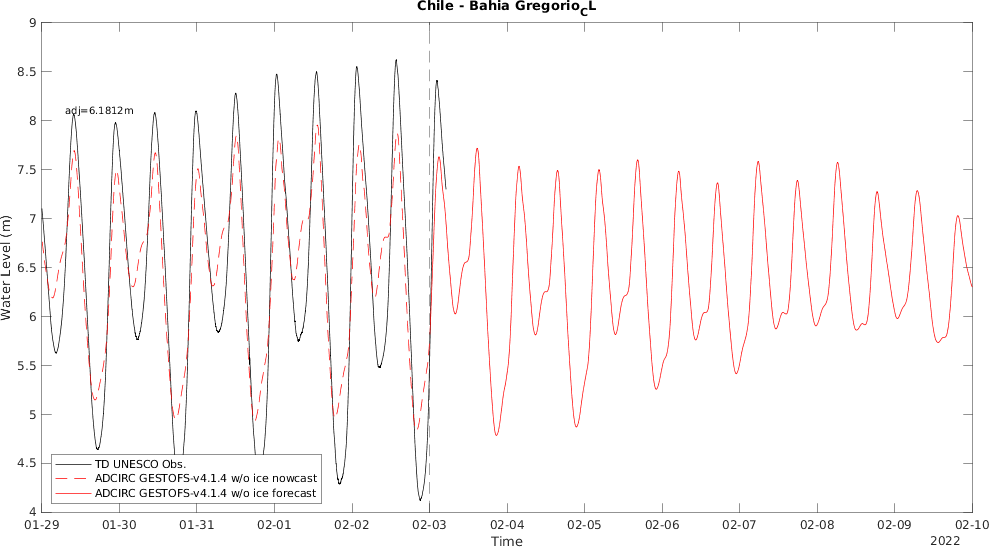 Chile - Bahia Gregorio_CL
9
8.5
8
7.5
7
6.5
6
5.5
5
4.5
4
Water Level (m)
adj=6.1812m
TD UNESCO Obs.
ADCIRC GESTOFS-v4.1.4 w/o ice nowcast
ADCIRC GESTOFS-v4.1.4 w/o ice forecast
01-29 01-30 01-31 02-01 02-02 02-03 02-04 02-05 02-06 02-07 02-08 02-09 02-10
Time
2022